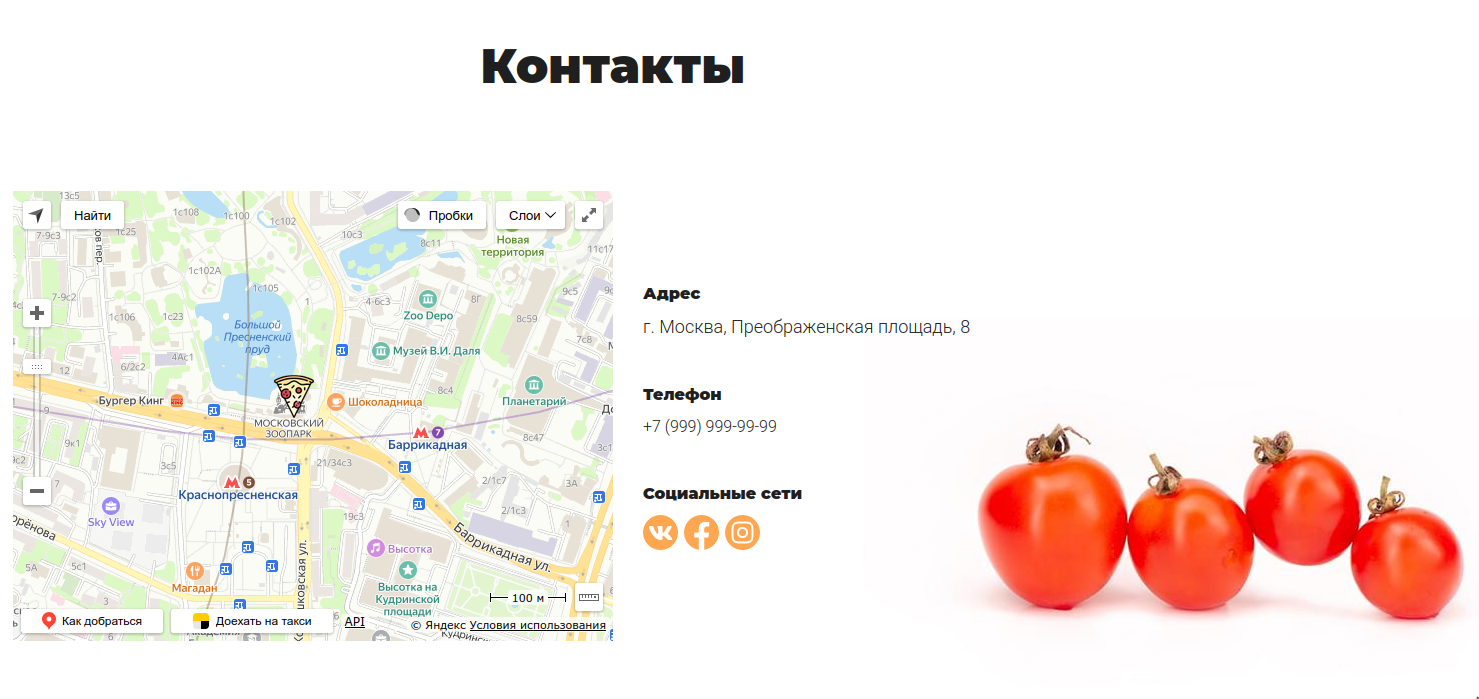 Контакты
13с5
1с108
1с100
1с102
Найти
Пробки
Слои
7-9с3
1с25
10с3
8с11
Новая
территория
11с17
1с102А
1с105
7-9с2
1с106
1с23
4-6с3
8Г
9с5
Zoo Depo
8с59
Большой
Пресненский
пруд
7с8
Музей В.И. Даля
4Ас1
6/2с2
8с4
Бургер Кинг
Шоколадница
Планетарий
МОСКОВСКИЙ
ЗООПАРК
7
Баррикадная
8с47
9к1
3с5
21/34с3
3с1
5
Краснопресненская
2/1с7
3А
Sky View
19с3
2/1с3
1
Баррикадная ул.
Высотка
5А
5с1
Магадан
Высотка на
Кудринской
площади
100 м
Как добраться
Доехать на такси
API
© Яндекс Условия использования
Адрес
г. Москва, Преображенская площадь, 8
Телефон
+7 (999) 999-99-99
Социальные сети